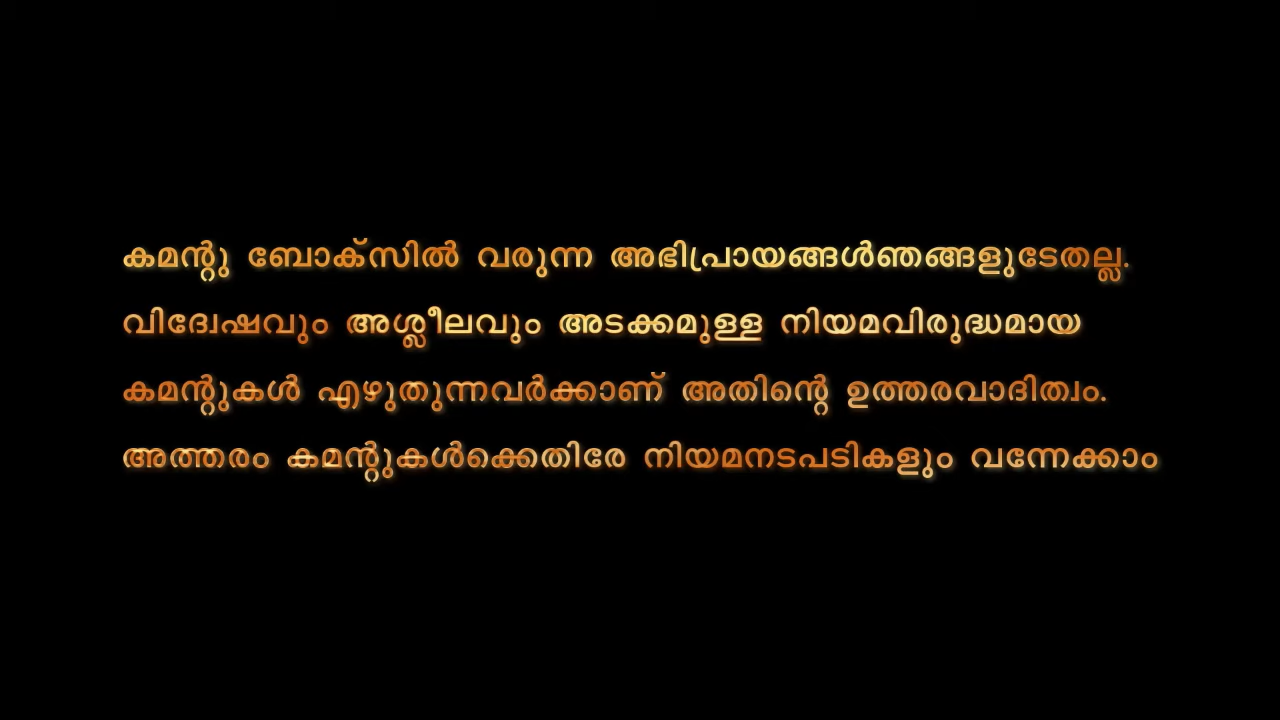 കമന്റു ബോക്സിൽ വരുന്ന അഭിപ്രായങ്ങൾഞങ്ങളുടേതല്ല.
വിദ്വേഷവും അശ്ലീലവും അടക്കമുള്ള നിയമവിരുദ്ധമായ
കമന്റുകൾ എഴുതുന്നവർക്കാണ് അതിന്റെ ഉത്തരവാദിത്വം.
അത്തരം കമന്റുകൾക്കെതിരേ നിയമനടപടികളും വന്നേക്കാം